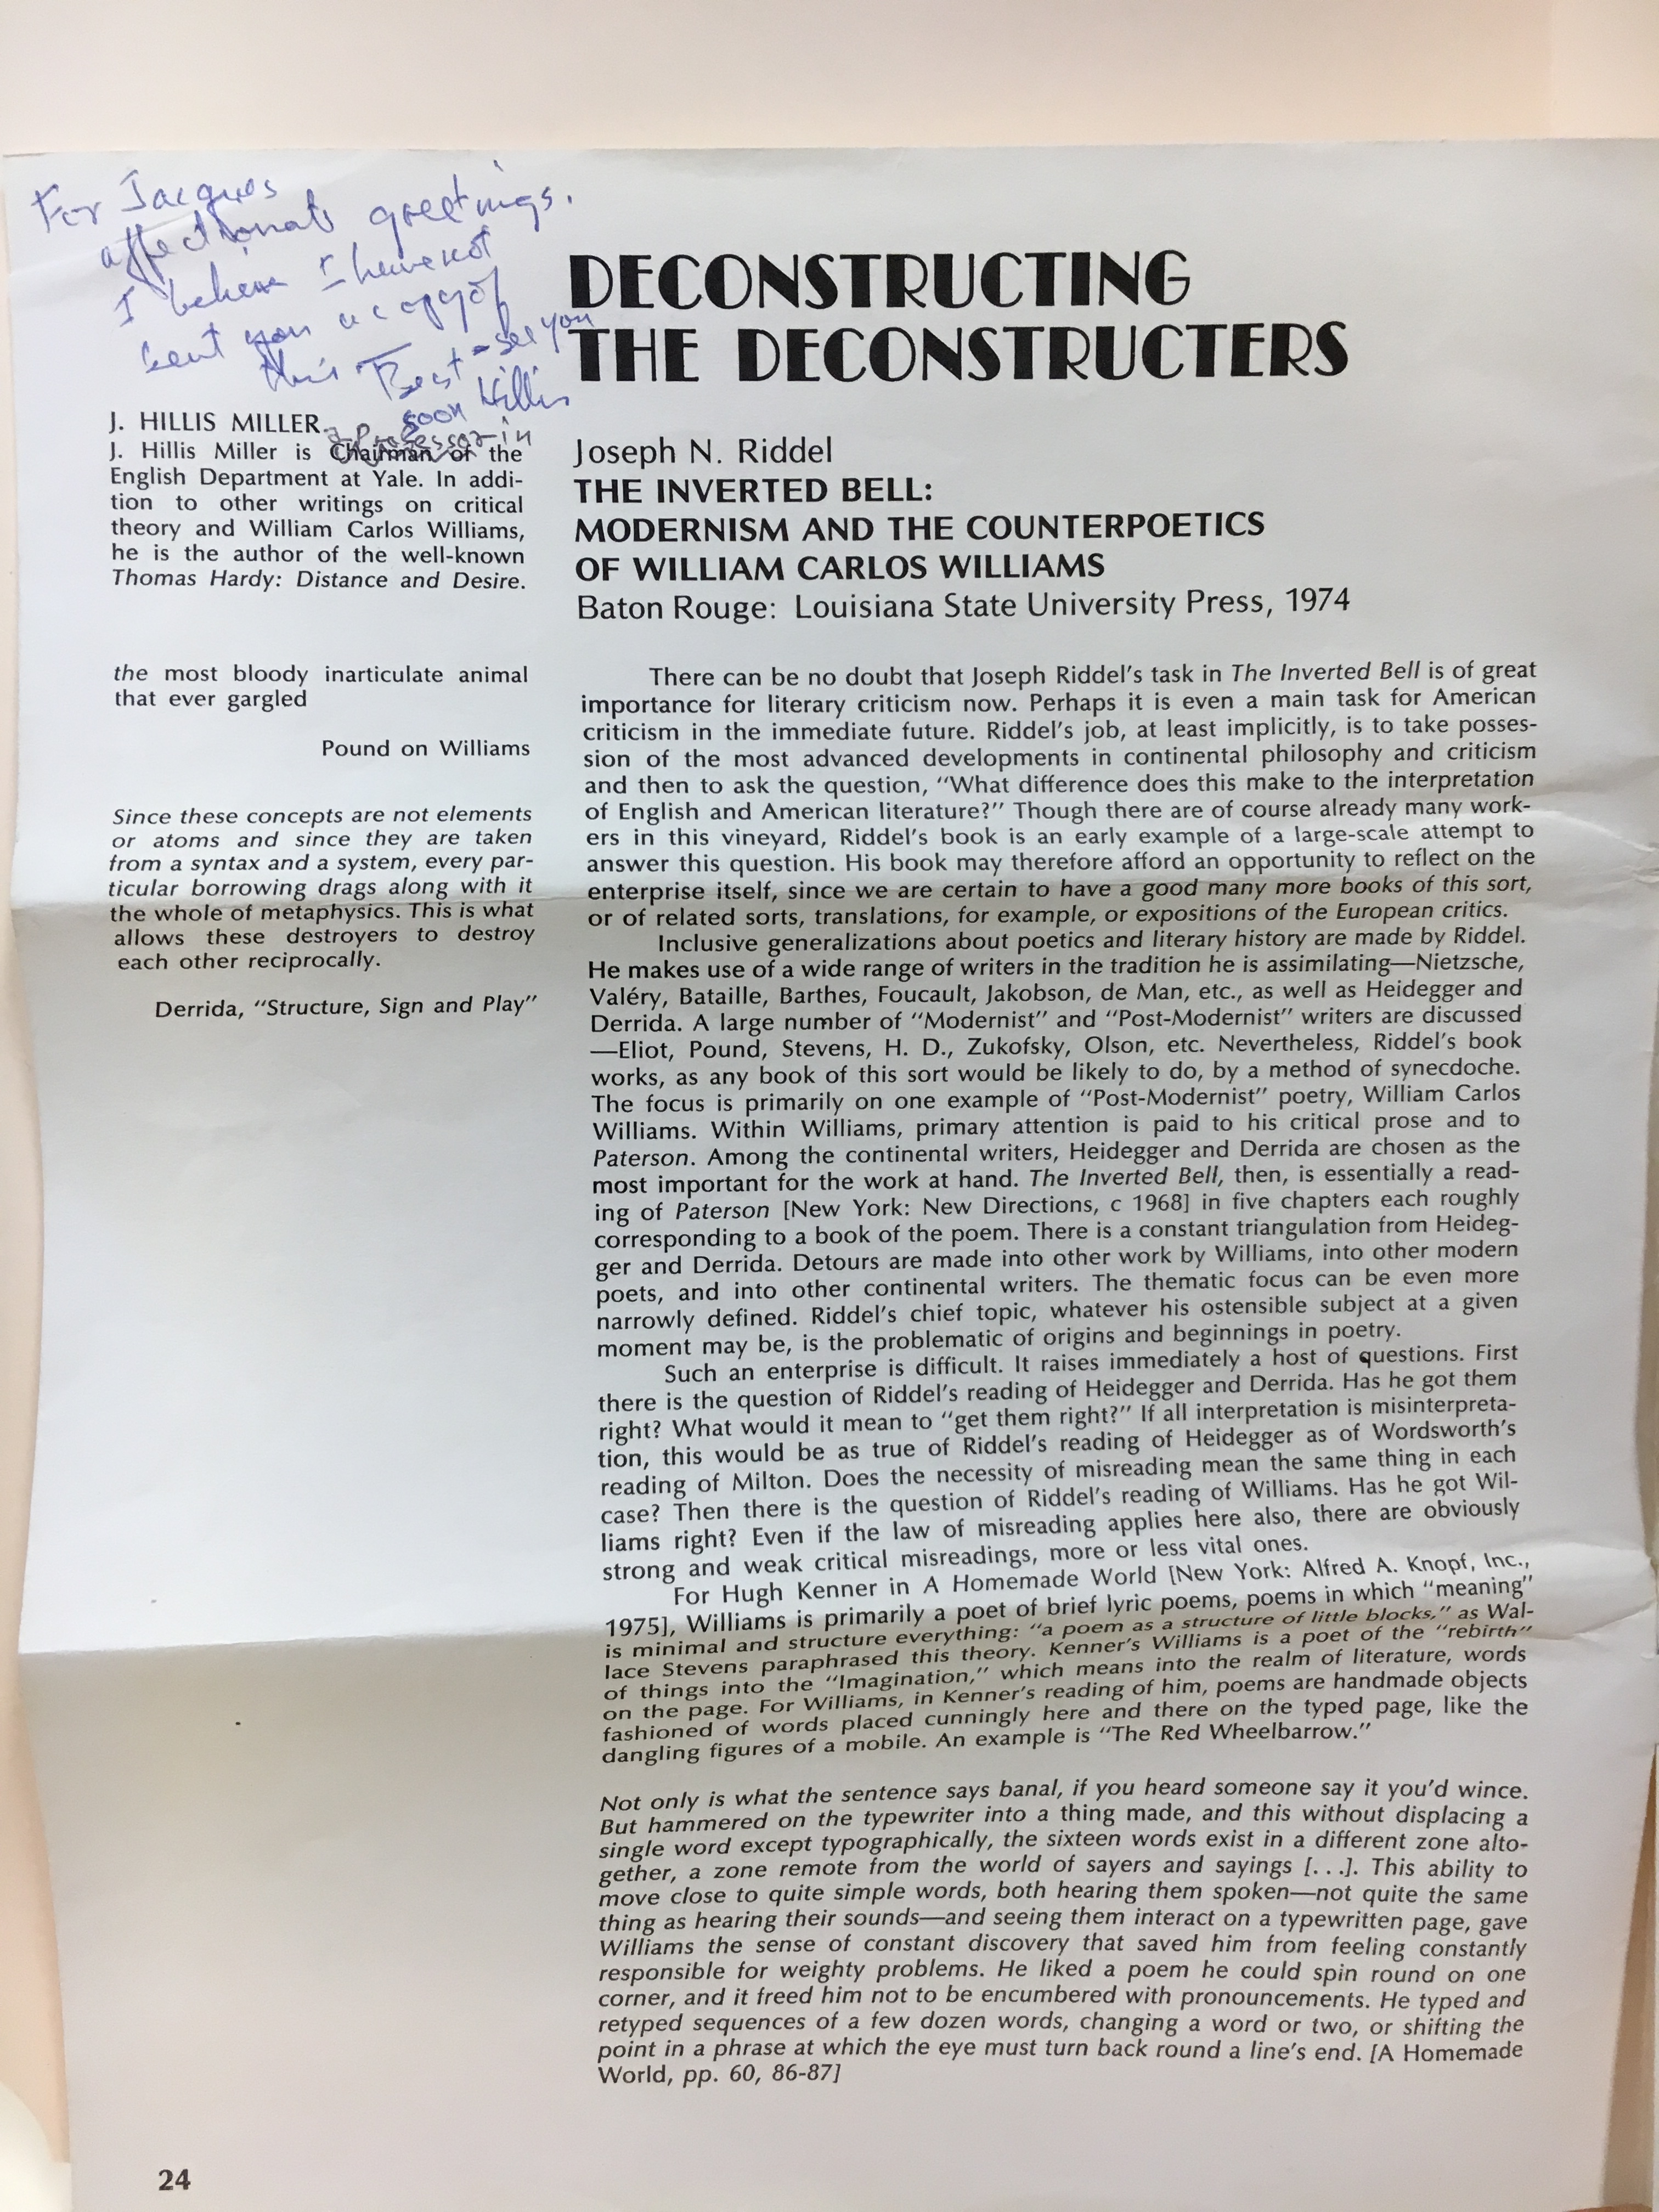 For Jacques
affectionate greetings.
I believe I have not
sent you a copy of
this Best - see you
soon Hillis
DECONSTRUCTING
THE DECONSTRUCTERS
J. HILLIS MILLER
a Professor in
J. Hillis Miller is Chairman of the
English Department at Yale. In addi-
tion to other writings on critical
theory and William Carlos Williams,
he is the author of the well-known
Thomas Hardy: Distance and Desire.
the most bloody inarticulate animal
that ever gargled
Pound on Williams
Since these concepts are not elements
or atoms and since they are taken
from a syntax and a system, every par-
ticular borrowing drags along with it
the whole of metaphysics. This is what
allows these destroyers to destroy
each other reciprocally.
Derrida, "Structure, Sign and Play"
Joseph N. Riddel
THE INVERTED BELL:
MODERNISM AND THE COUNTERPOETICS
OF WILLIAM CARLOS WILLIAMS
Baton Rouge: Louisiana State University Press, 1974
There can be no doubt that Joseph Riddel's task in The Inverted Bell is of great
importance for literary criticism now. Perhaps it is even a main task for American
criticism in the immediate future. Riddel's job, at least implicitly, is to take posses-
sion of the most advanced developments in continental philosophy and criticism
and then to ask the question, "What difference does this make to the interpretation
of English and American literature?" Though there are of course already many work-
ers in this vineyard, Riddel's book is an early example of a large-scale attempt to
answer this question. His book may therefore afford an opportunity to reflect on the
enterprise itself, since we are certain to have a good many more books of this sort,
or of related sorts, translations, for example, or expositions of the European critics.
Inclusive generalizations about poetics and literary history are made by Riddel.
He makes use of a wide range of writers in the tradition he is assimilating—Nietzsche,
Valéry, Bataille, Barthes, Foucault, Jakobson, de Man, etc., as well as Heidegger and
Derrida. A large number of "Modernist" and "Post-Modernist" writers are discussed
—Eliot, Pound, Stevens, H. D., Zukofsky, Olson, etc. Nevertheless, Riddel's book
works, as any book of this sort would be likely to do, by a method of synecdoche.
The focus is primarily on one example of "Post-Modernist" poetry, William Carlos
Williams. Within Williams, primary attention is paid to his critical prose and to
Paterson. Among the continental writers, Heidegger and Derrida are chosen as the
most important for the work at hand. The Inverted Bell, then, is essentially a read-
ing of Paterson [New York: New Directions, c 1968] in five chapters each roughly
corresponding to a book of the poem. There is a constant triangulation from Heideg-
ger and Derrida. Detours are made into other work by Williams, into other modern
poets, and into other continental writers. The thematic focus can be even more
narrowly defined. Riddel's chief topic, whatever his ostensible subject at a given
moment may be, is the problematic of origins and beginnings in poetry.
Such an enterprise is difficult. It raises immediately a host of questions. First
there is the question of Riddel's reading of Heidegger and Derrida. Has he got them
right? What would it mean to "get them right?" If all interpretation is misinterpreta-
tion, this would be as true of Riddel's reading of Heidegger as of Wordsworth's
reading of Milton. Does the necessity of misreading mean the same thing in each
case? Then there is the question of Riddel's reading of Williams. Has he got Wil-
liams right? Even if the law of misreading applies here also, there are obviously
strong and weak critical misreadings, more or less vital ones.
For Hugh Kenner in A Homemade World [New York: Alfred A. Knopf, Inc.,
1975], Williams is primarily a poet of brief lyric poems, poems in which "meaning"
is minimal and structure everything: "a poem as a structure of little blocks," as Wal-
lace Stevens paraphrased this theory. Kenner's Williams is a poet of the "rebirth"
of things into the "Imagination," which means into the realm of literature, words
on the page. For Williams, in Kenner's reading of him, poems are handmade objects
fashioned of words placed cunningly here and there on the typed page, like the
dangling figures of a mobile. An example is "The Red Wheelbarrow."
Not only is what the sentence says banal, if you heard someone say it you'd wince.
But hammered on the typewriter into a thing made, and this without displacing a
single word except typographically, the sixteen words exist in a different zone alto-
gether, a zone remote from the world of sayers and sayings [. . .]. This ability to
move close to quite simple words, both hearing them spoken—not quite the same
thing as hearing their sounds—and seeing them interact on a typewritten page, gave
Williams the sense of constant discovery that saved him from feeling constantly
responsible for weighty problems. He liked a poem he could spin round on one
corner, and it freed him not to be encumbered with pronouncements. He typed and
retyped sequences of a few dozen words, changing a word or two, or shifting the
point in a phrase at which the eye must turn back round a line's end. [A Homemade
World, pp. 60, 86-87]
24